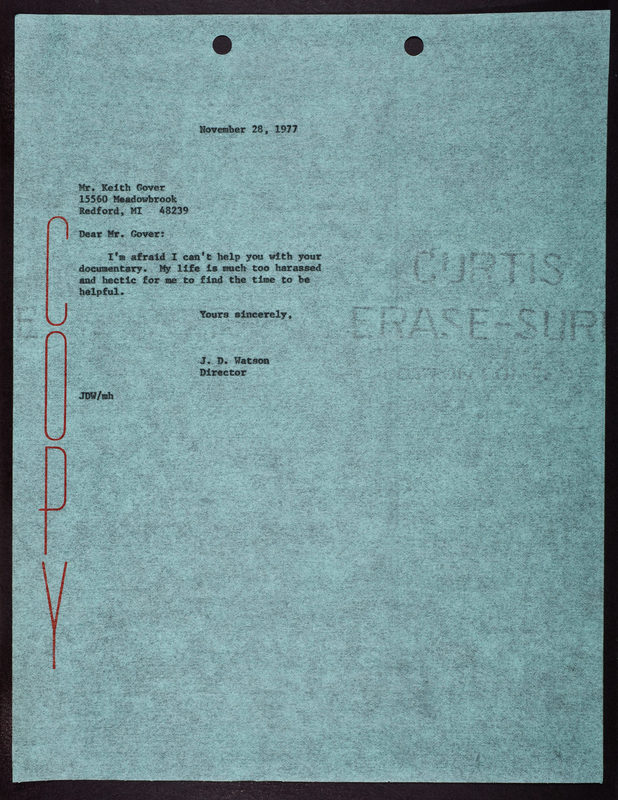 November 28, 1977
Mr. Keith Gover
15560 Meadowbrook
Redford, MI 48239
Dear Mr. Gover:
I'm afraid I can't help you with your
documentary. My life is much too harassed
and hectic for me to find the time to be
helpful.
Yours sincerely,
J. D. Watson
Director
JDW/mh
COPY
CURTIS
ERASE-SUR